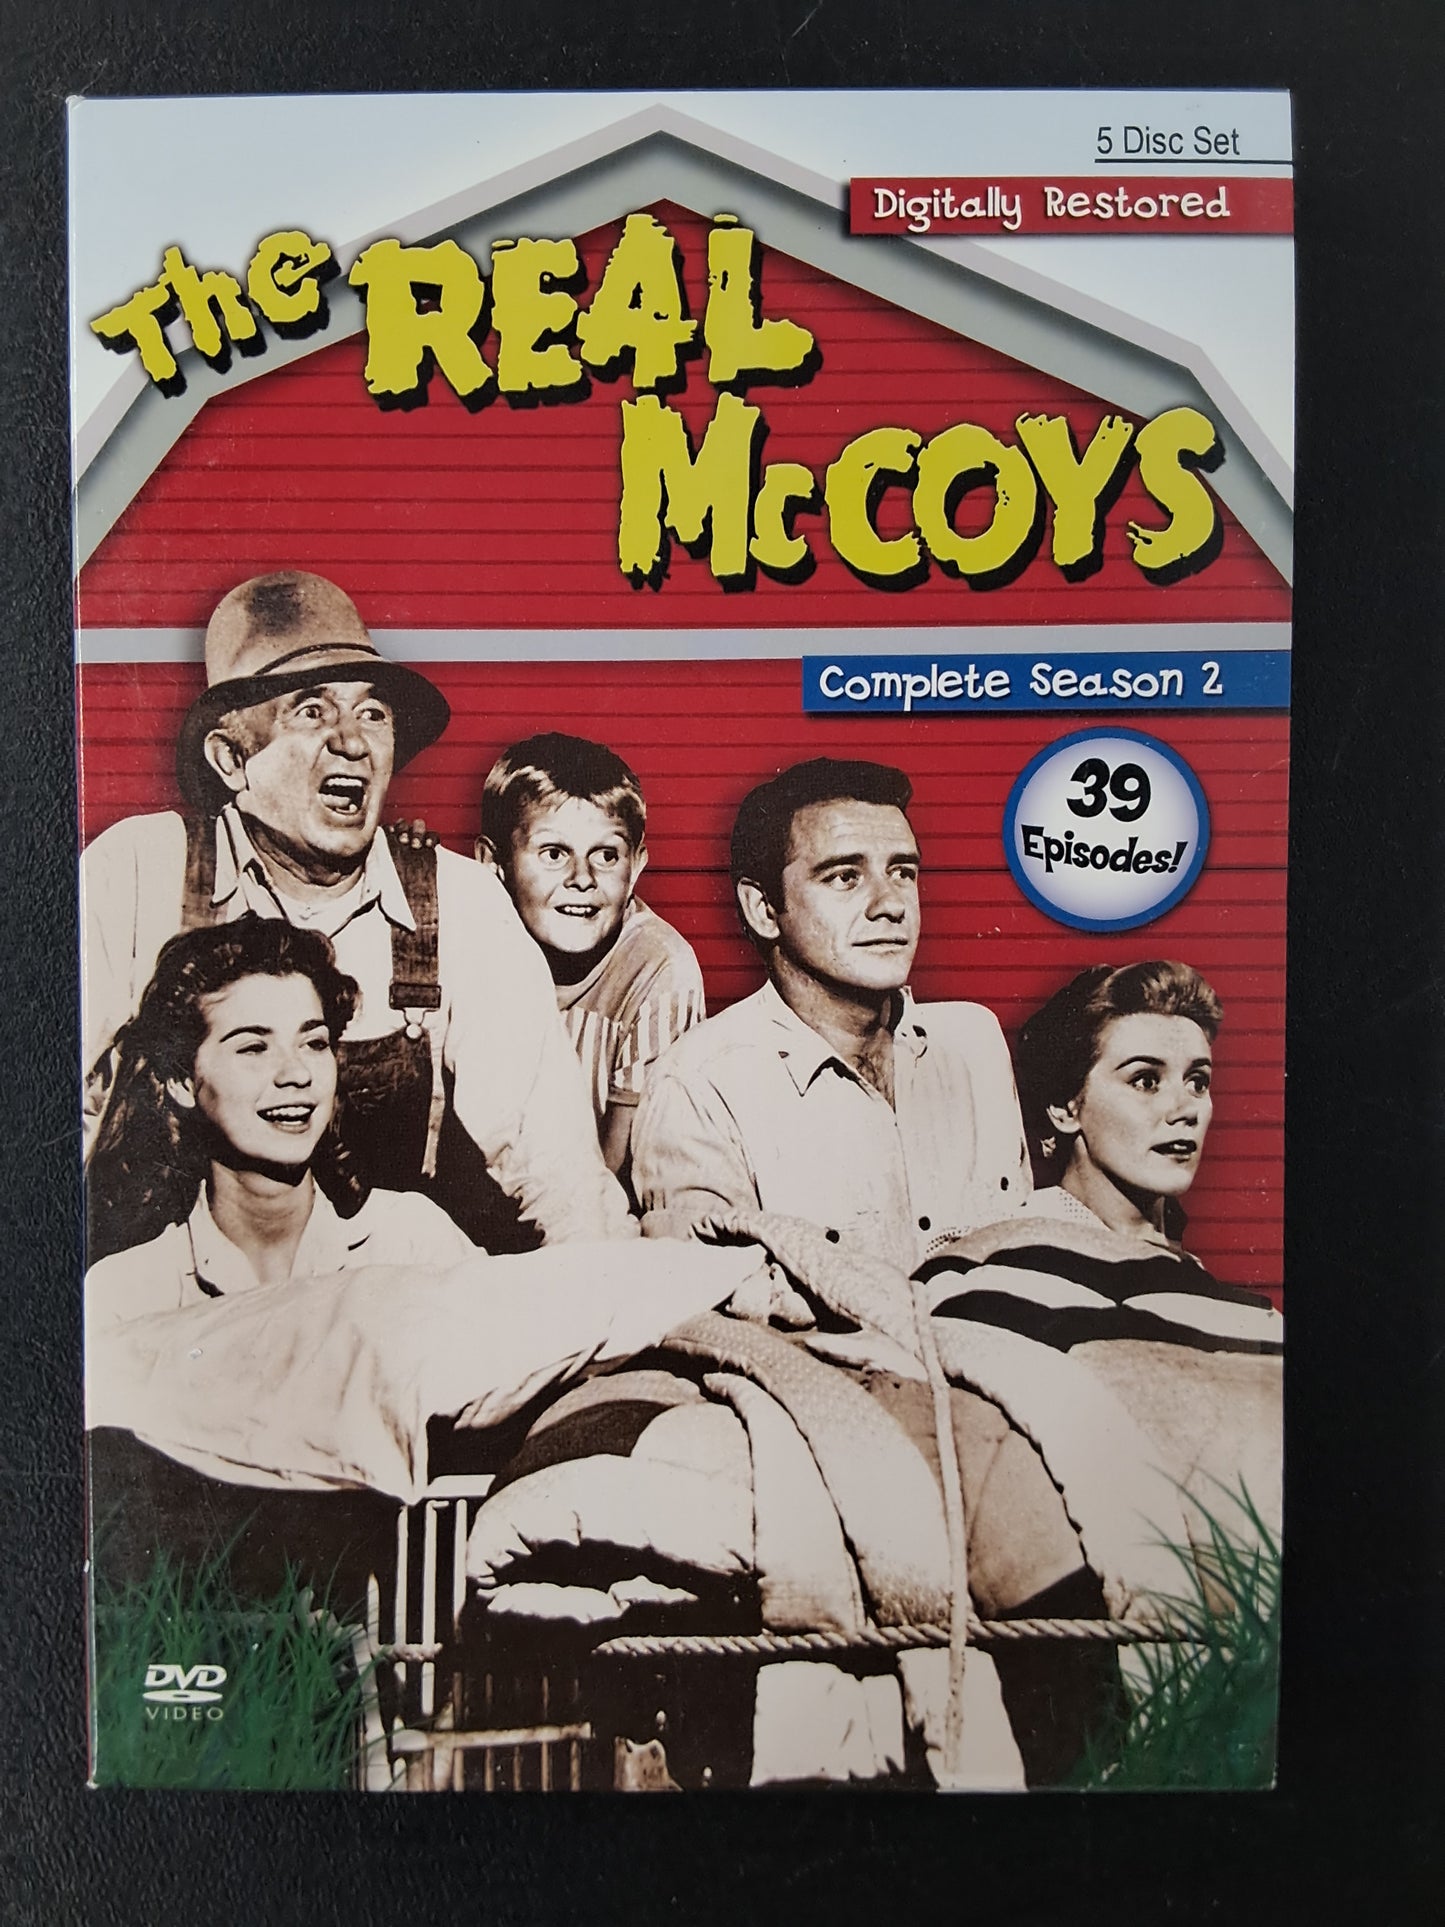 5 Disc Set
Digitally Restored
The REAL
McCOYS
Complete Season 2
39
Episodes!
DVD
VIDEO